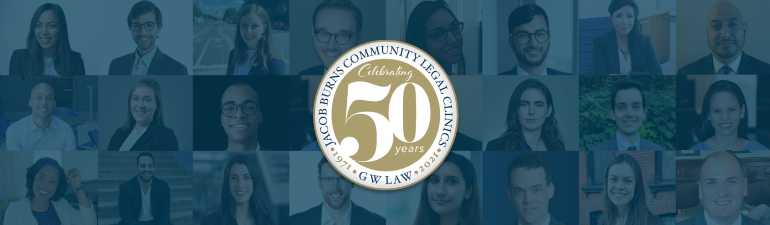 JACOB BURNS COMMUNITY LEGAL CLINICS
Celebrating
50
years
• 1971 • GW LAW • 2021 •